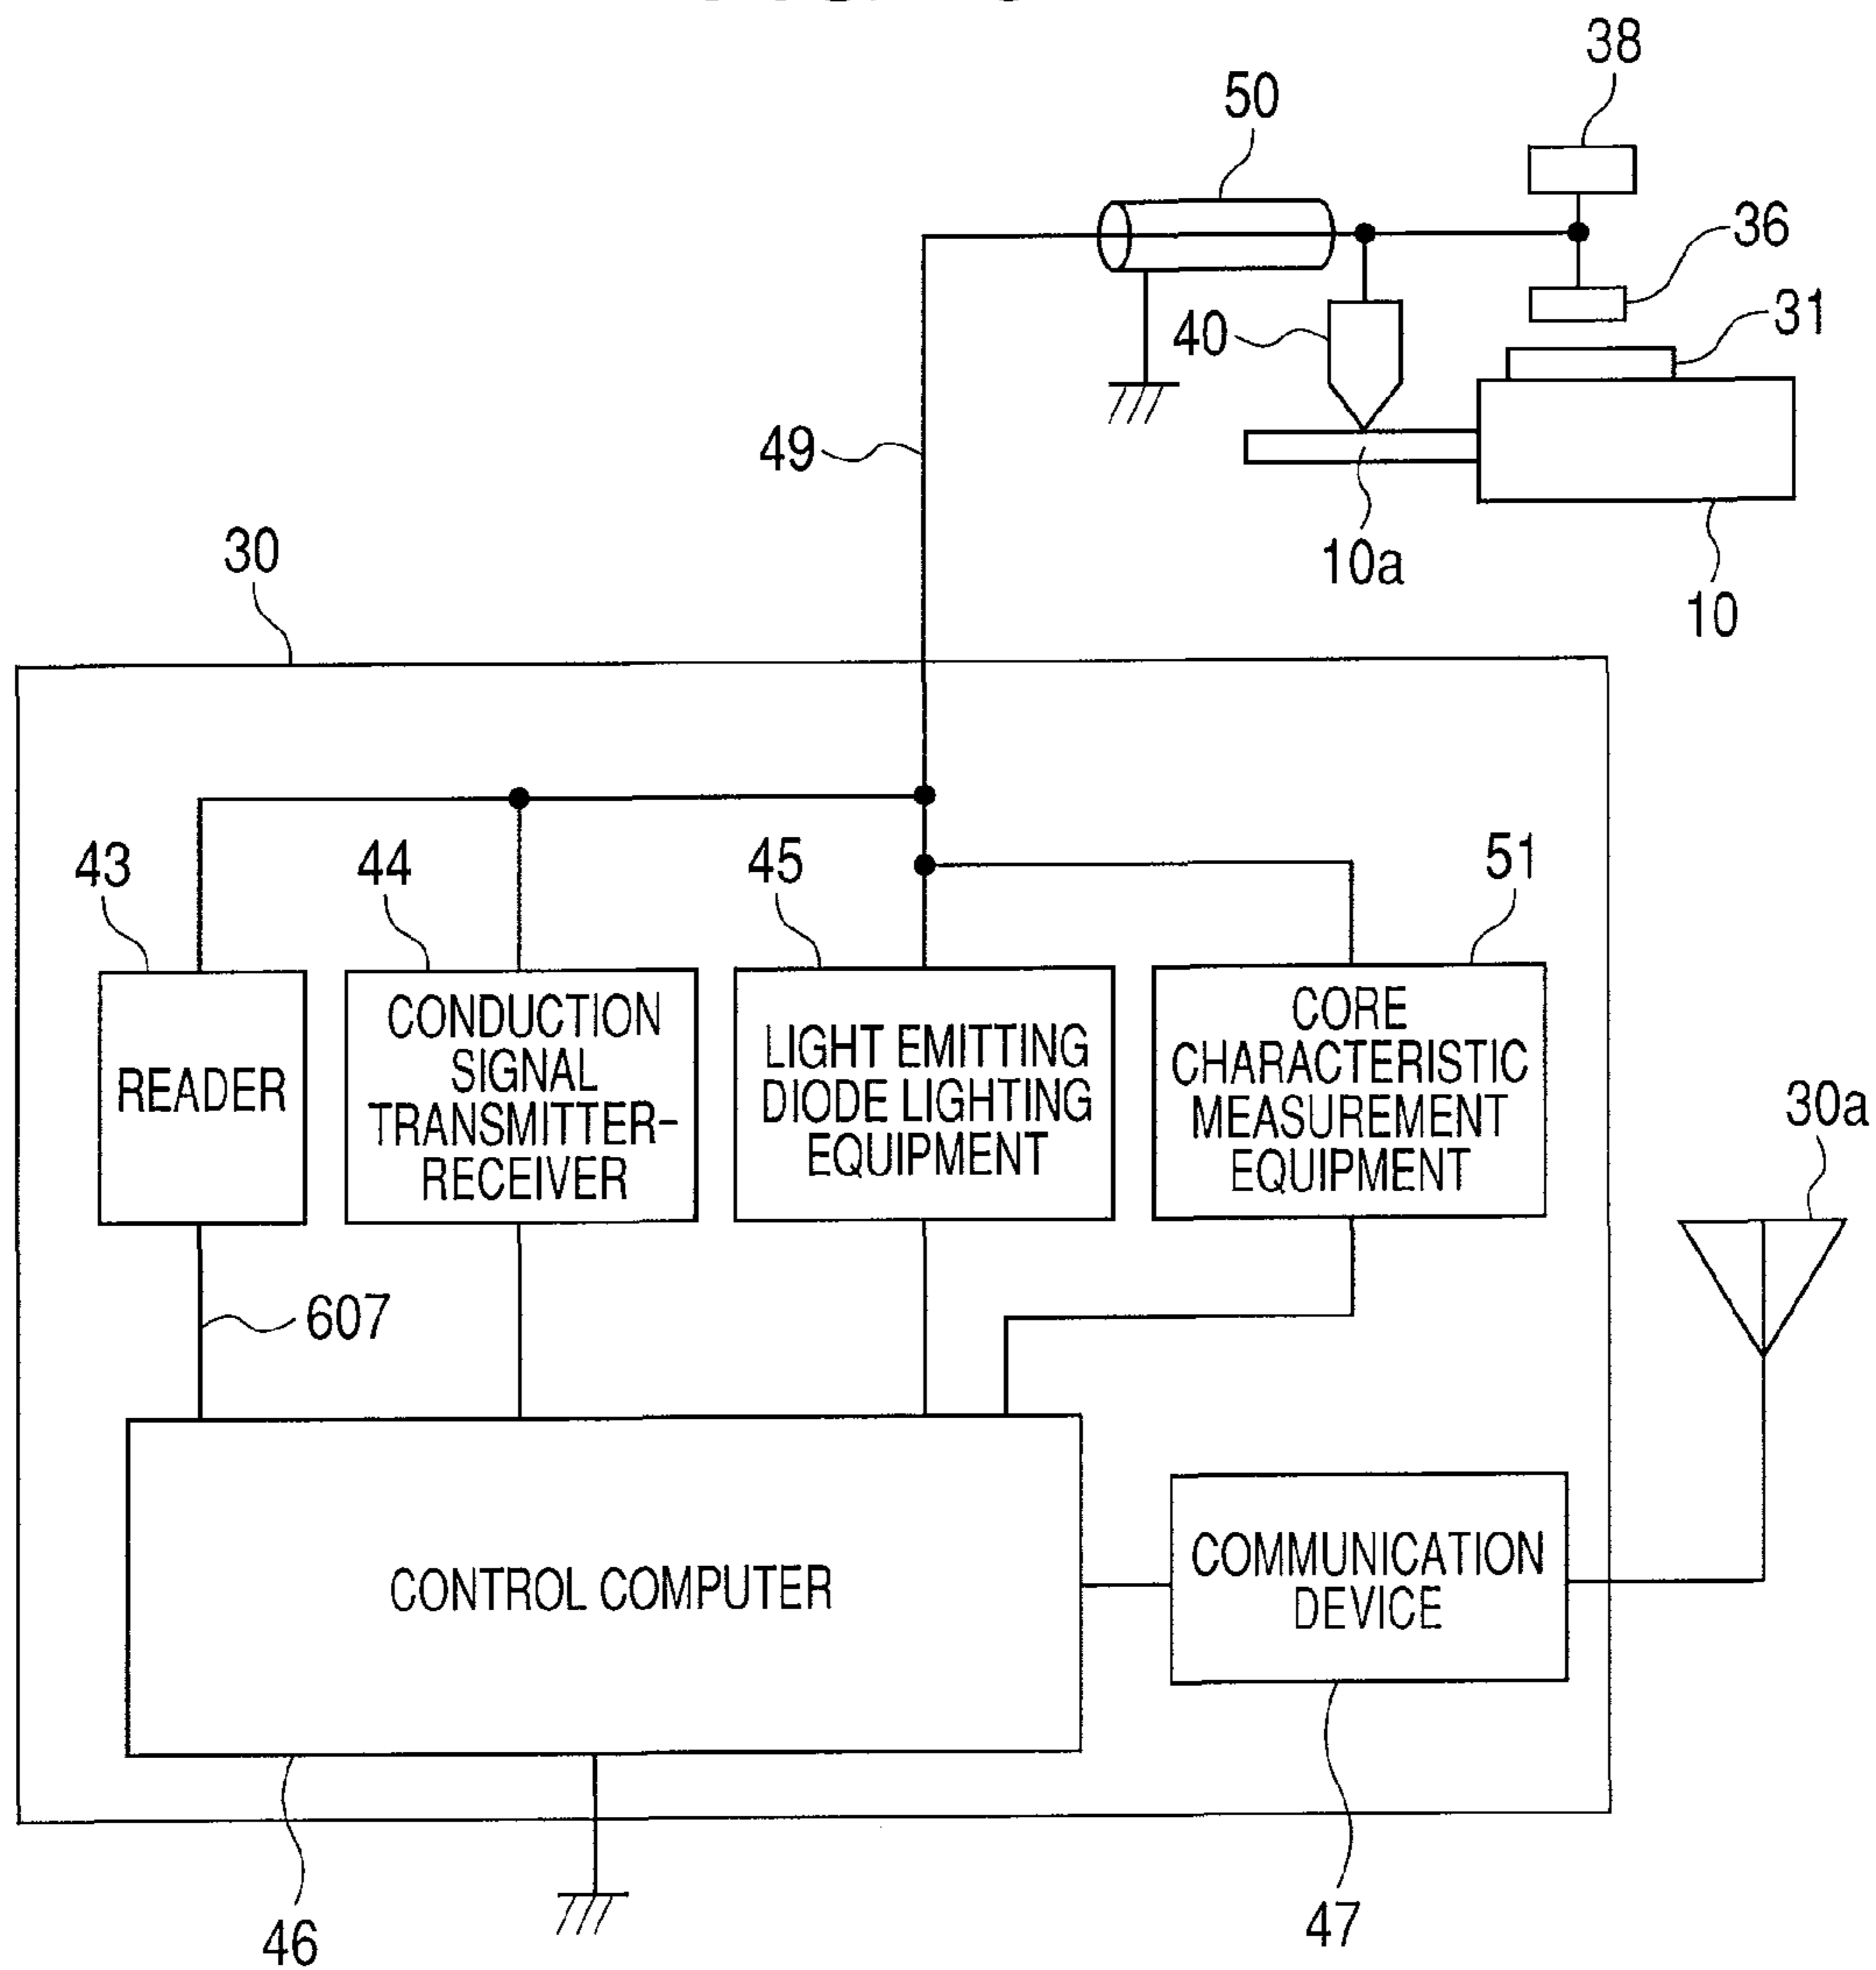 38
50
36
31
40
49
10a
30
10
43
44
45
51
READER
CONDUCTION
SIGNAL
TRANSMITTER-
RECEIVER
LIGHT EMITTING
DIODE LIGHTING
EQUIPMENT
CORE
CHARACTERISTIC
MEASUREMENT
EQUIPMENT
30a
607
CONTROL COMPUTER
COMMUNICATION
DEVICE
46
47